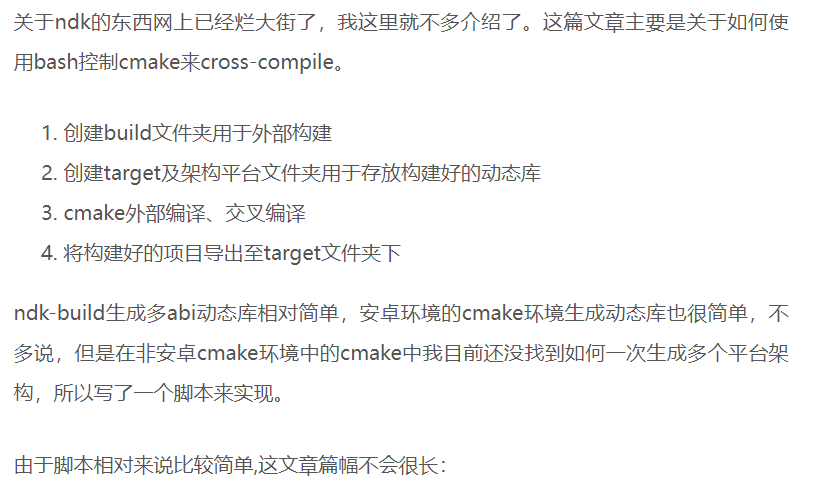 关于ndk的东西网上已经烂大街了，我这里就不多介绍了。这篇文章主要是关于如何使
用bash控制cmake来cross-compile。
1. 创建build文件夹用于外部构建
2. 创建target及架构平台文件夹用于存放构建好的动态库
3. cmake外部编译、交叉编译
4. 将构建好的项目导出至target文件夹下
ndk-build生成多abi动态库相对简单，安卓环境的cmake环境生成动态库也很简单，不
多说，但是在非安卓cmake环境中的cmake中我目前还没找到如何一次生成多个平台架
构，所以写了一个脚本来实现。
由于脚本相对来说比较简单,这文章篇幅不会很长：